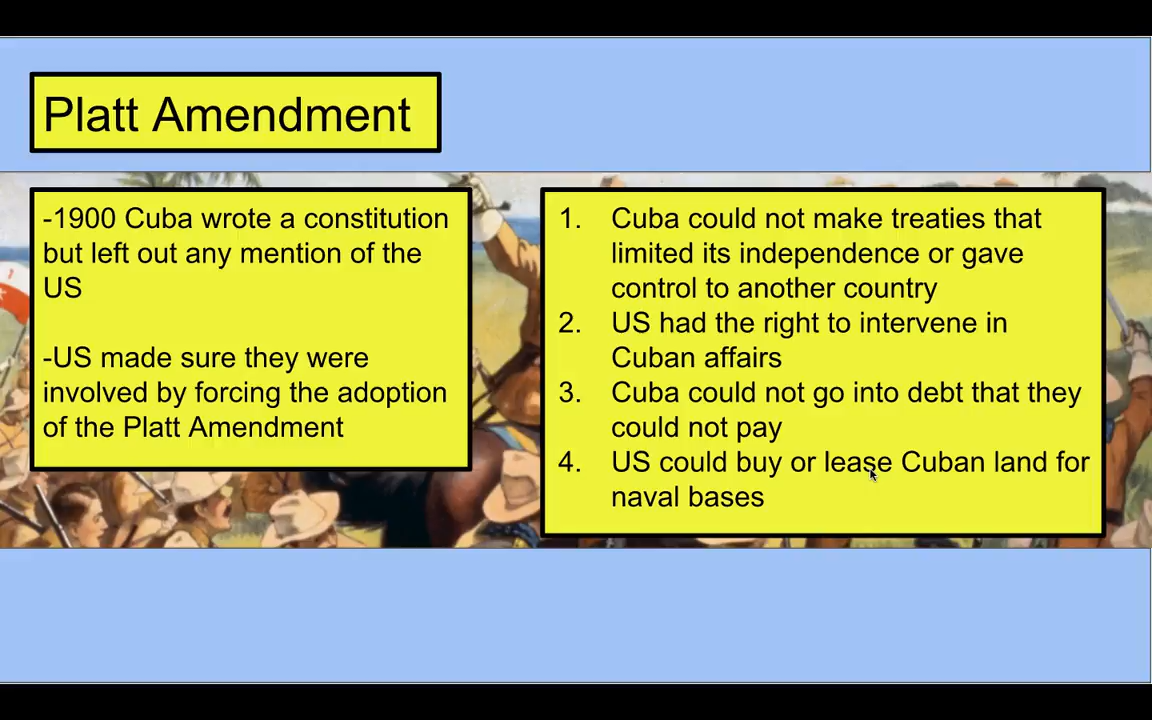 Platt Amendment
-1900 Cuba wrote a constitution
but left out any mention of the
US
-US made sure they were
involved by forcing the adoption
of the Platt Amendment
1. Cuba could not make treaties that
limited its independence or gave
control to another country
2. US had the right to intervene in
Cuban affairs
3. Cuba could not go into debt that they
could not pay
4. US could buy or lease Cuban land for
naval bases